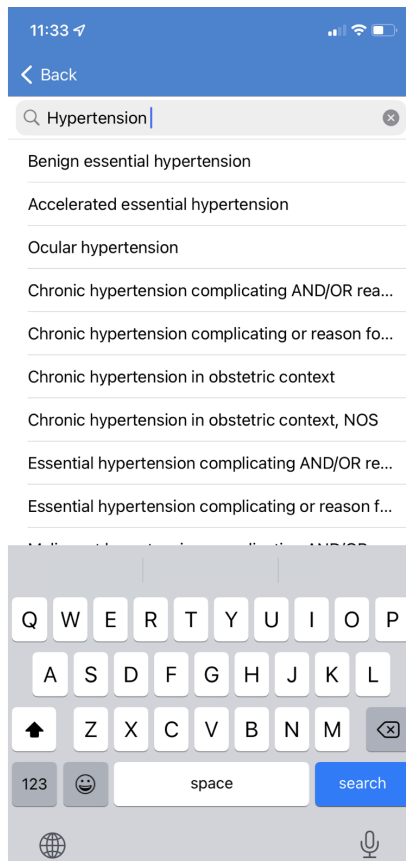 11:33
Back
Hypertension
Benign essential hypertension
Accelerated essential hypertension
Ocular hypertension
Chronic hypertension complicating AND/OR rea...
Chronic hypertension complicating or reason fo...
Chronic hypertension in obstetric context
Chronic hypertension in obstetric context, NOS
Essential hypertension complicating AND/OR re...
Essential hypertension complicating or reason f...
Q W E R T Y U I O P
A S D F G H J K L
Z X C V B N M
123 space search